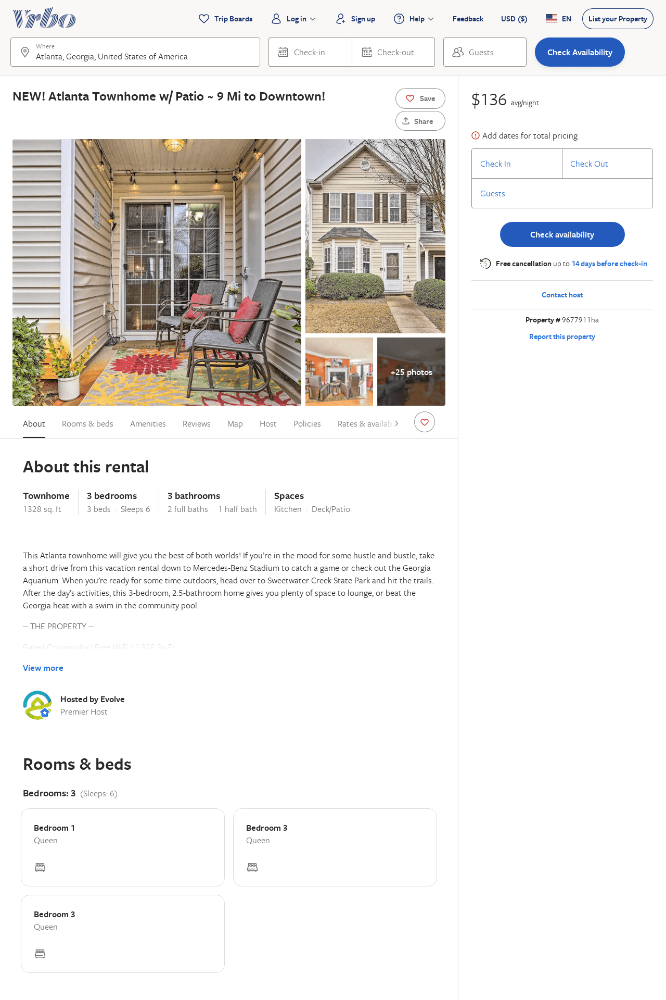 Vrbo
Trip Boards
Log in
Sign up
Help
Feedback
USD ($)
EN
List your Property
Where
Atlanta, Georgia, United States of America
Check-in
Check-out
Guests
Check Availability
NEW! Atlanta Townhome w/ Patio ~ 9 Mi to Downtown!
Save
Share
+25 photos
$136 avg/night
Add dates for total pricing
Check In
Check Out
Guests
Check availability
Free cancellation up to 14 days before check-in
Contact host
Property # 9677911ha
Report this property
About
Rooms & beds
Amenities
Reviews
Map
Host
Policies
Rates & availab
About this rental
Townhome
1328 sq. ft
3 bedrooms
3 beds · Sleeps 6
3 bathrooms
2 full baths · 1 half bath
Spaces
Kitchen · Deck/Patio
This Atlanta townhome will give you the best of both worlds! If you’re in the mood for some hustle and bustle, take
a short drive from this vacation rental down to Mercedes-Benz Stadium to catch a game or check out the Georgia
Aquarium. When you’re ready for some time outdoors, head over to Sweetwater Creek State Park and hit the trails.
After the day’s activities, this 3-bedroom, 2.5-bathroom home gives you plenty of space to lounge, or beat the
Georgia heat with a swim in the community pool.
-- THE PROPERTY --
Gated Community | Free WiFi | 1,328 Sq Ft
View more
Hosted by Evolve
Premier Host
Rooms & beds
Bedrooms: 3 (Sleeps: 6)
Bedroom 1
Queen
Bedroom 3
Queen
Bedroom 3
Queen